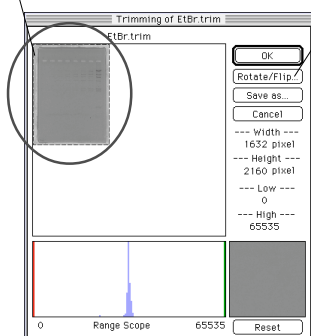 Trimming of EtBr.trim
EtBr.trim
OK
Rotate/Flip...
Save as...
Cancel
--- Width ---
1632 pixel
--- Height ---
2160 pixel
--- Low ---
0
--- High ---
65535
0 Range Scope 65535
Reset